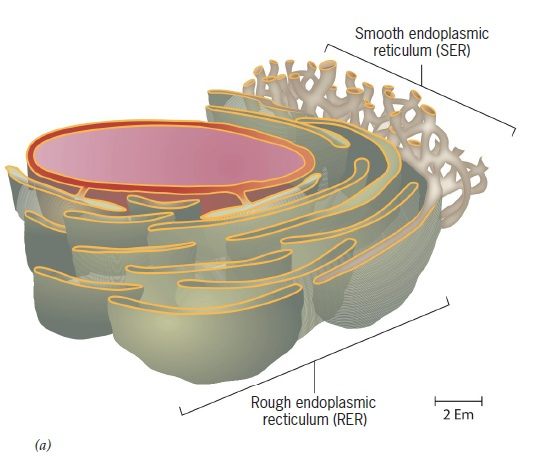 Smooth endoplasmic
reticulum (SER)
Rough endoplasmic
recticulum (RER)
2 Em
(a)